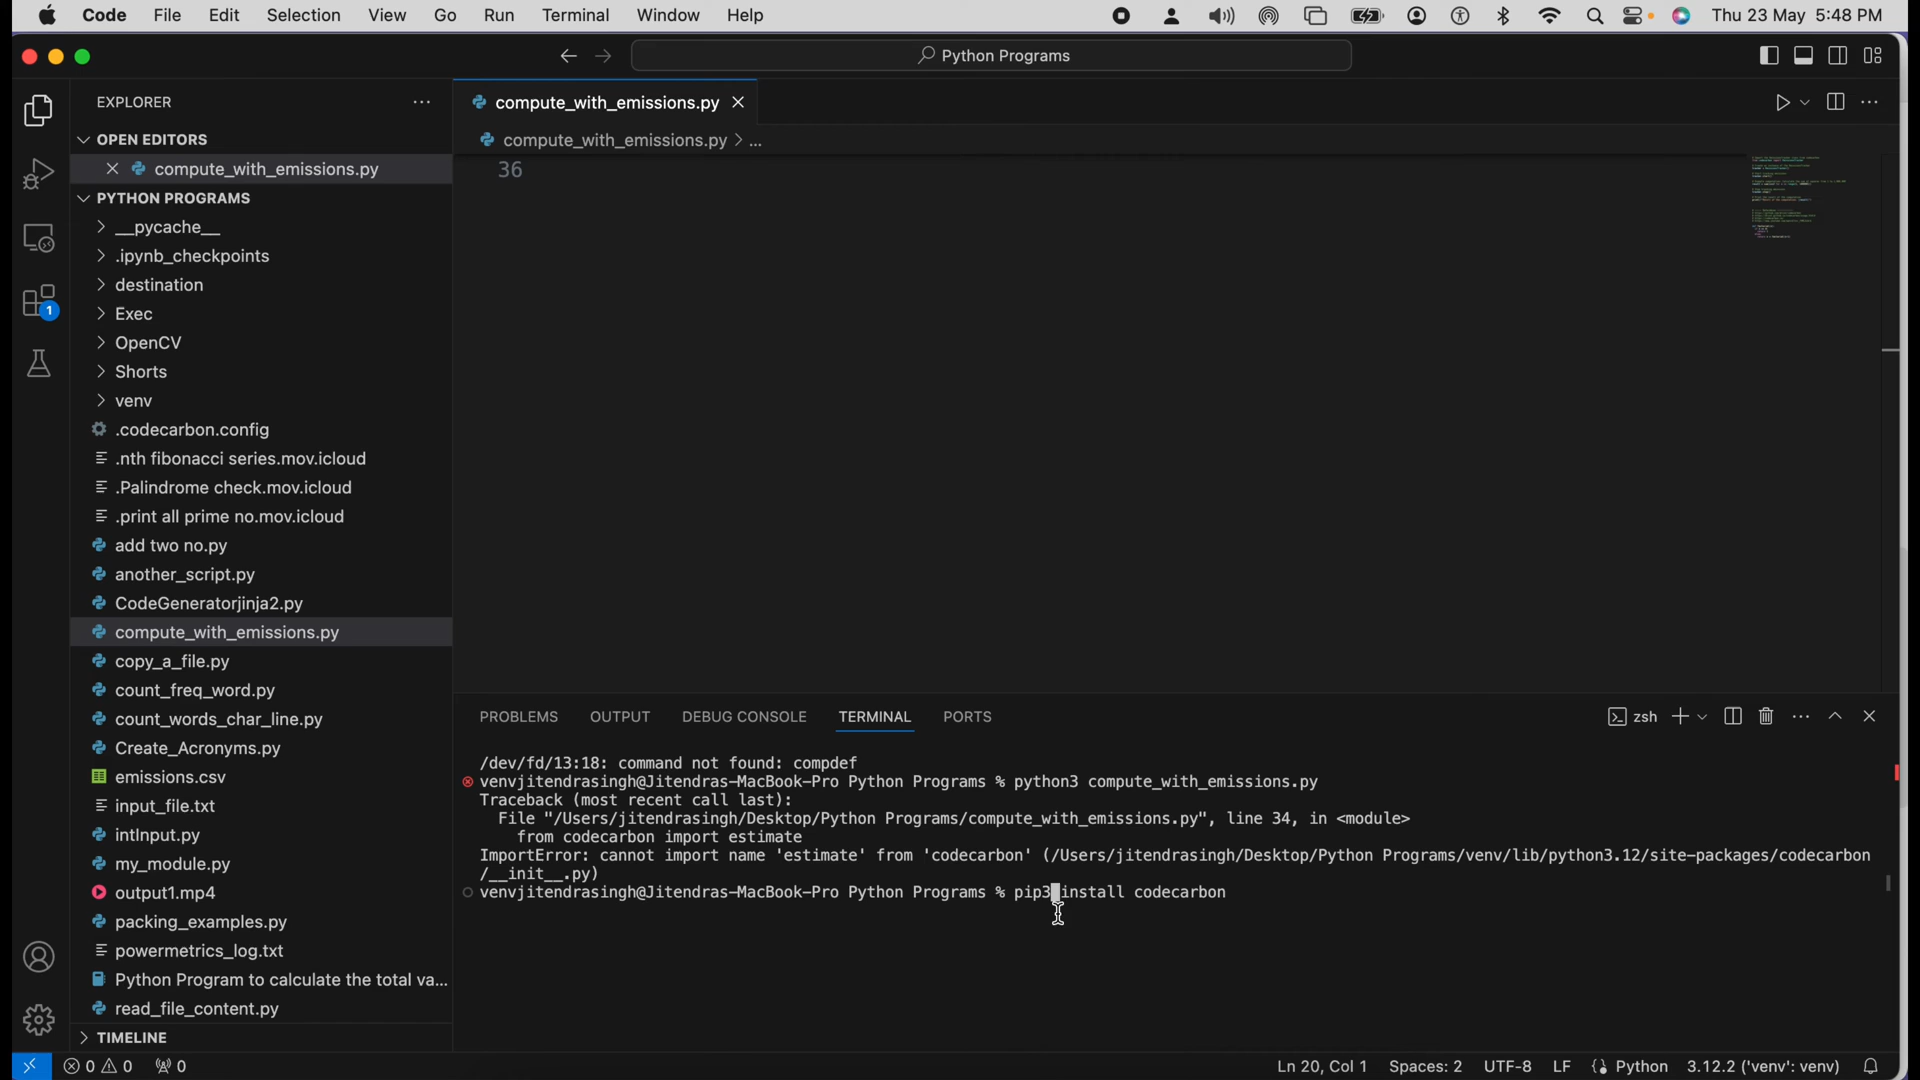 Code File Edit Selection View Go Run Terminal Window Help Thu 23 May 5:48 PM
Python Programs
EXPLORER
compute_with_emissions.py
OPEN EDITORS
compute_with_emissions.py > ...
compute_with_emissions.py
36
PYTHON PROGRAMS
__pycache__
.ipynb_checkpoints
destination
Exec
1
OpenCV
Shorts
venv
.codecarbon.config
.nth fibonacci series.mov.icloud
.Palindrome check.mov.icloud
.print all prime no.mov.icloud
add two no.py
another_script.py
CodeGeneratorjinja2.py
compute_with_emissions.py
copy_a_file.py
count_freq_word.py
count_words_char_line.py
Create_Acronyms.py
emissions.csv
input_file.txt
intInput.py
my_module.py
output1.mp4
packing_examples.py
powermetrics_log.txt
Python Program to calculate the total va...
read_file_content.py
TIMELINE
PROBLEMS OUTPUT DEBUG CONSOLE TERMINAL PORTS zsh
/dev/fd/13:18: command not found: compdef
venvjitendrasingh@Jitendras-MacBook-Pro Python Programs % python3 compute_with_emissions.py
Traceback (most recent call last):
File "/Users/jitendrasingh/Desktop/Python Programs/compute_with_emissions.py", line 34, in <module>
from codecarbon import estimate
ImportError: cannot import name 'estimate' from 'codecarbon' (/Users/jitendrasingh/Desktop/Python Programs/venv/lib/python3.12/site-packages/codecarbon
/__init__.py)
venvjitendrasingh@Jitendras-MacBook-Pro Python Programs % pip3 install codecarbon
0 0 0 Ln 20, Col 1 Spaces: 2 UTF-8 LF Python 3.12.2 ('venv': venv)